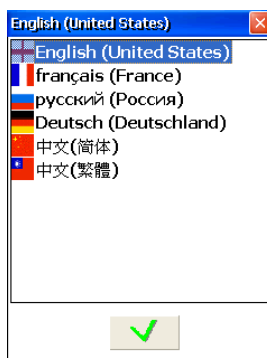 English (United States)
English (United States)
français (France)
русский (Россия)
Deutsch (Deutschland)
中文(简体)
中文(繁體)